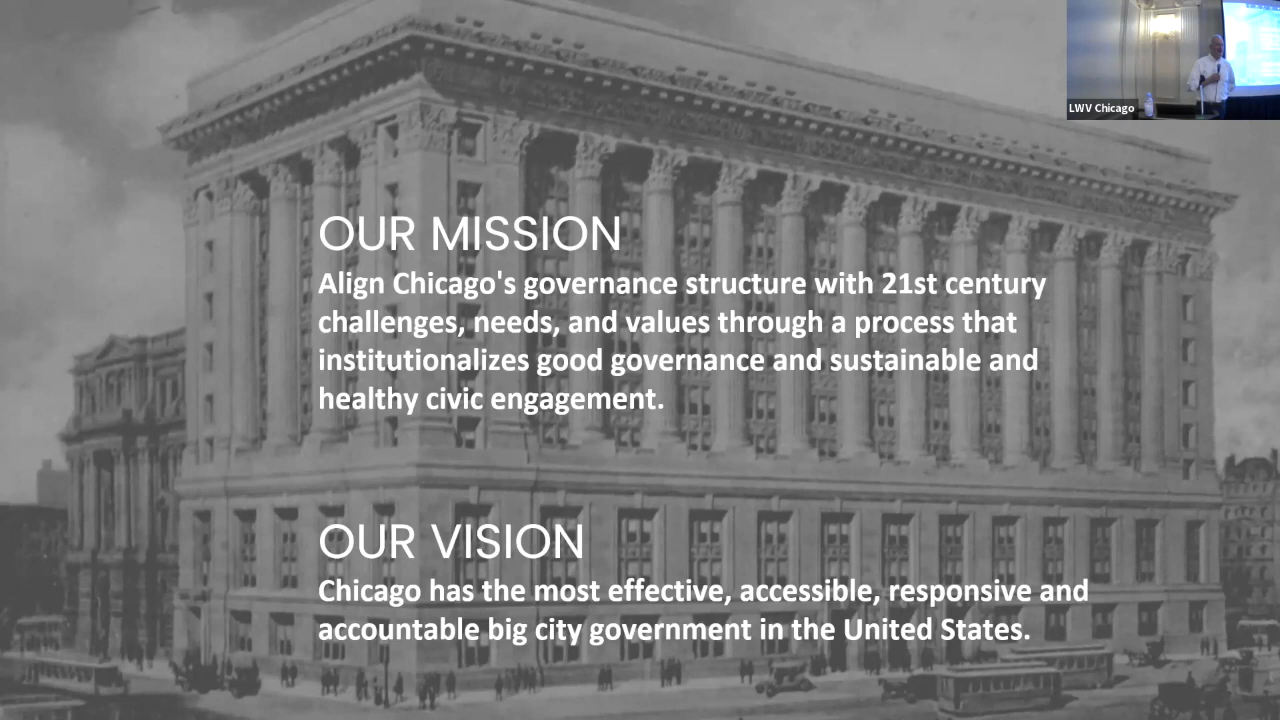 LWV Chicago
OUR MISSION
Align Chicago's governance structure with 21st century
challenges, needs, and values through a process that
institutionalizes good governance and sustainable and
healthy civic engagement.
OUR VISION
Chicago has the most effective, accessible, responsive and
accountable big city government in the United States.